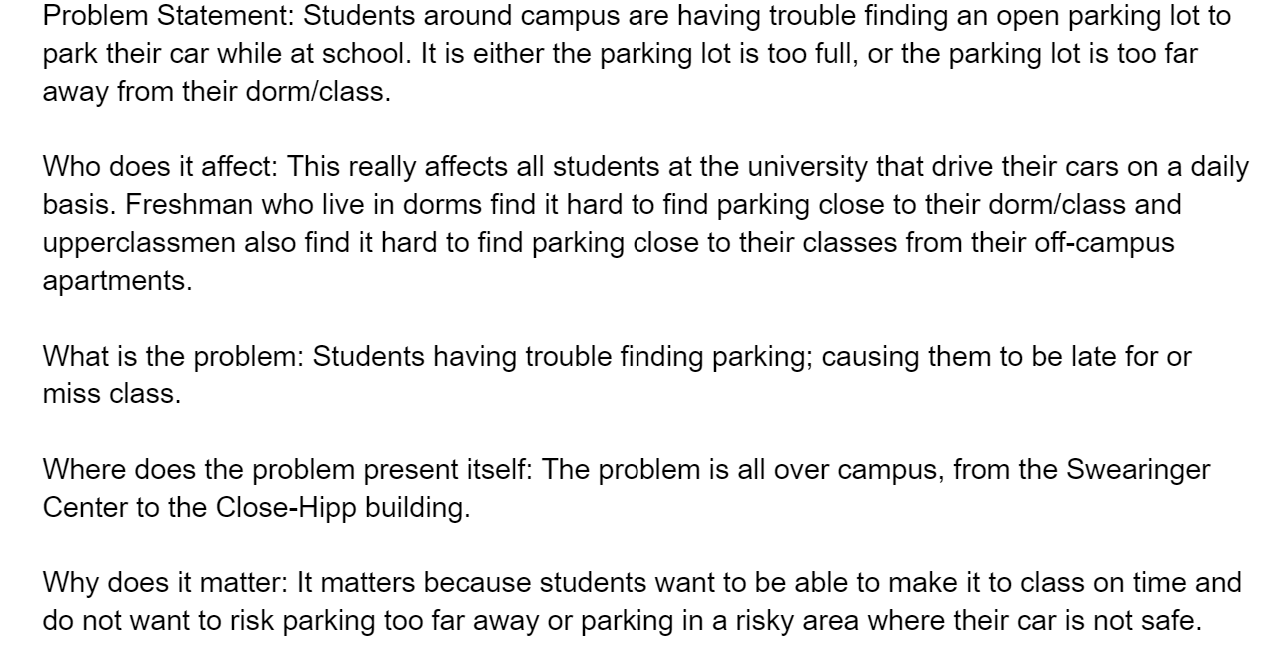 Problem Statement: Students around campus are having trouble finding an open parking lot to
park their car while at school. It is either the parking lot is too full, or the parking lot is too far
away from their dorm/class.
Who does it affect: This really affects all students at the university that drive their cars on a daily
basis. Freshman who live in dorms find it hard to find parking close to their dorm/class and
upperclassmen also find it hard to find parking close to their classes from their off-campus
apartments.
What is the problem: Students having trouble finding parking; causing them to be late for or
miss class.
Where does the problem present itself: The problem is all over campus, from the Swearinger
Center to the Close-Hipp building.
Why does it matter: It matters because students want to be able to make it to class on time and
do not want to risk parking too far away or parking in a risky area where their car is not safe.